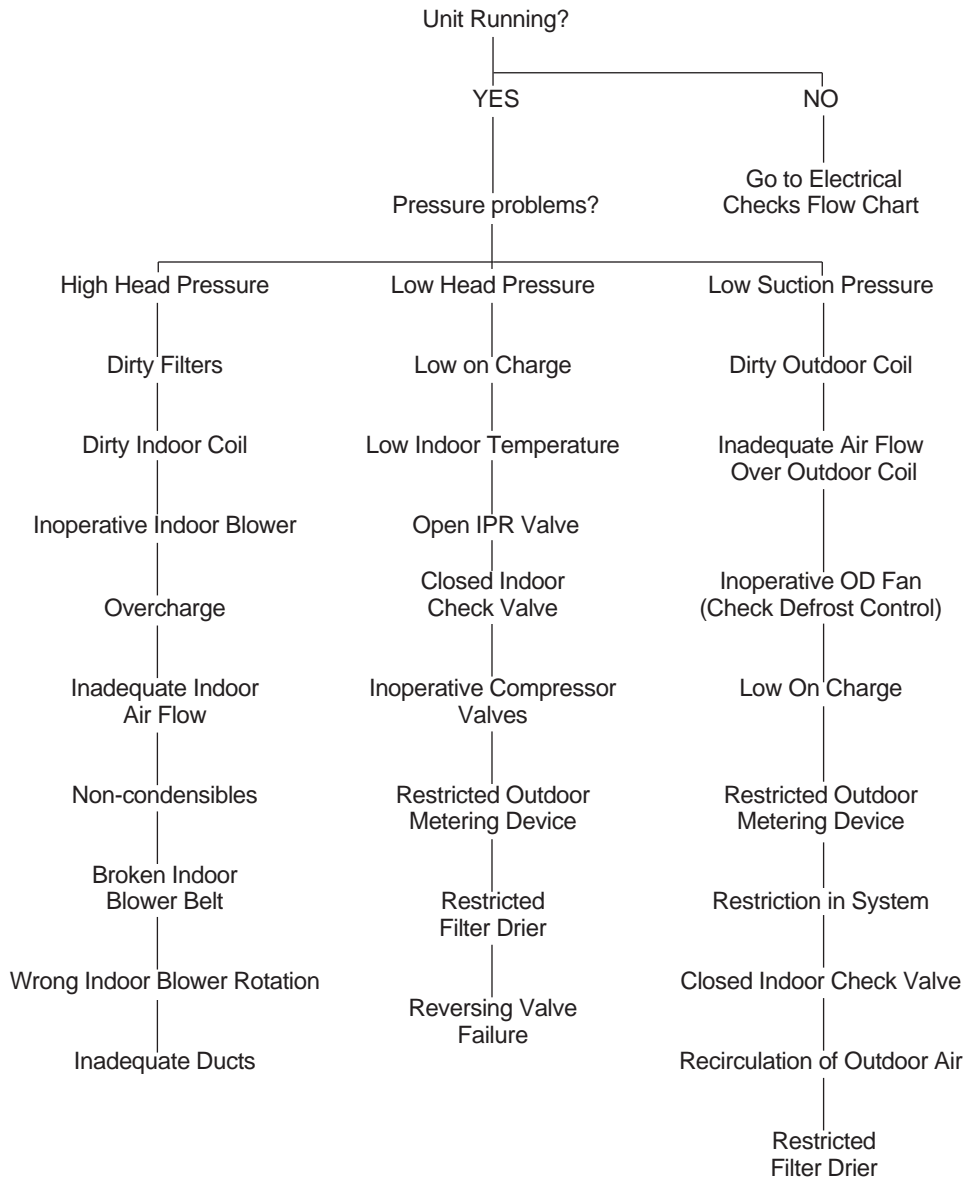 Unit Running?
YES
NO
Go to Electrical
Checks Flow Chart
Pressure problems?
High Head Pressure
Low Head Pressure
Low Suction Pressure
Dirty Filters
Dirty Indoor Coil
Inoperative Indoor Blower
Overcharge
Inadequate Indoor
Air Flow
Non-condensibles
Broken Indoor
Blower Belt
Wrong Indoor Blower Rotation
Inadequate Ducts
Low on Charge
Low Indoor Temperature
Open IPR Valve
Closed Indoor
Check Valve
Inoperative Compressor
Valves
Restricted Outdoor
Metering Device
Restricted
Filter Drier
Reversing Valve
Failure
Dirty Outdoor Coil
Inadequate Air Flow
Over Outdoor Coil
Inoperative OD Fan
(Check Defrost Control)
Low On Charge
Restricted Outdoor
Metering Device
Restriction in System
Closed Indoor Check Valve
Recirculation of Outdoor Air
Restricted
Filter Drier